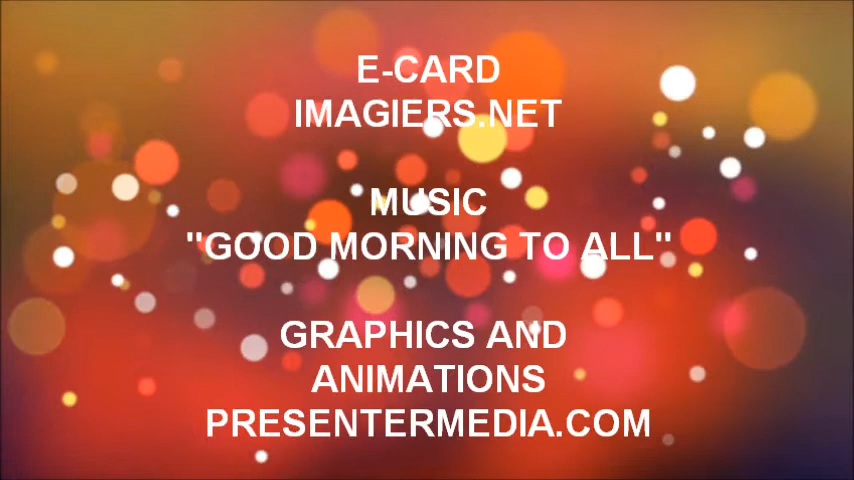 E-CARD
IMAGIERS.NET
MUSIC
"GOOD MORNING TO ALL"
GRAPHICS AND
ANIMATIONS
PRESENTERMEDIA.COM